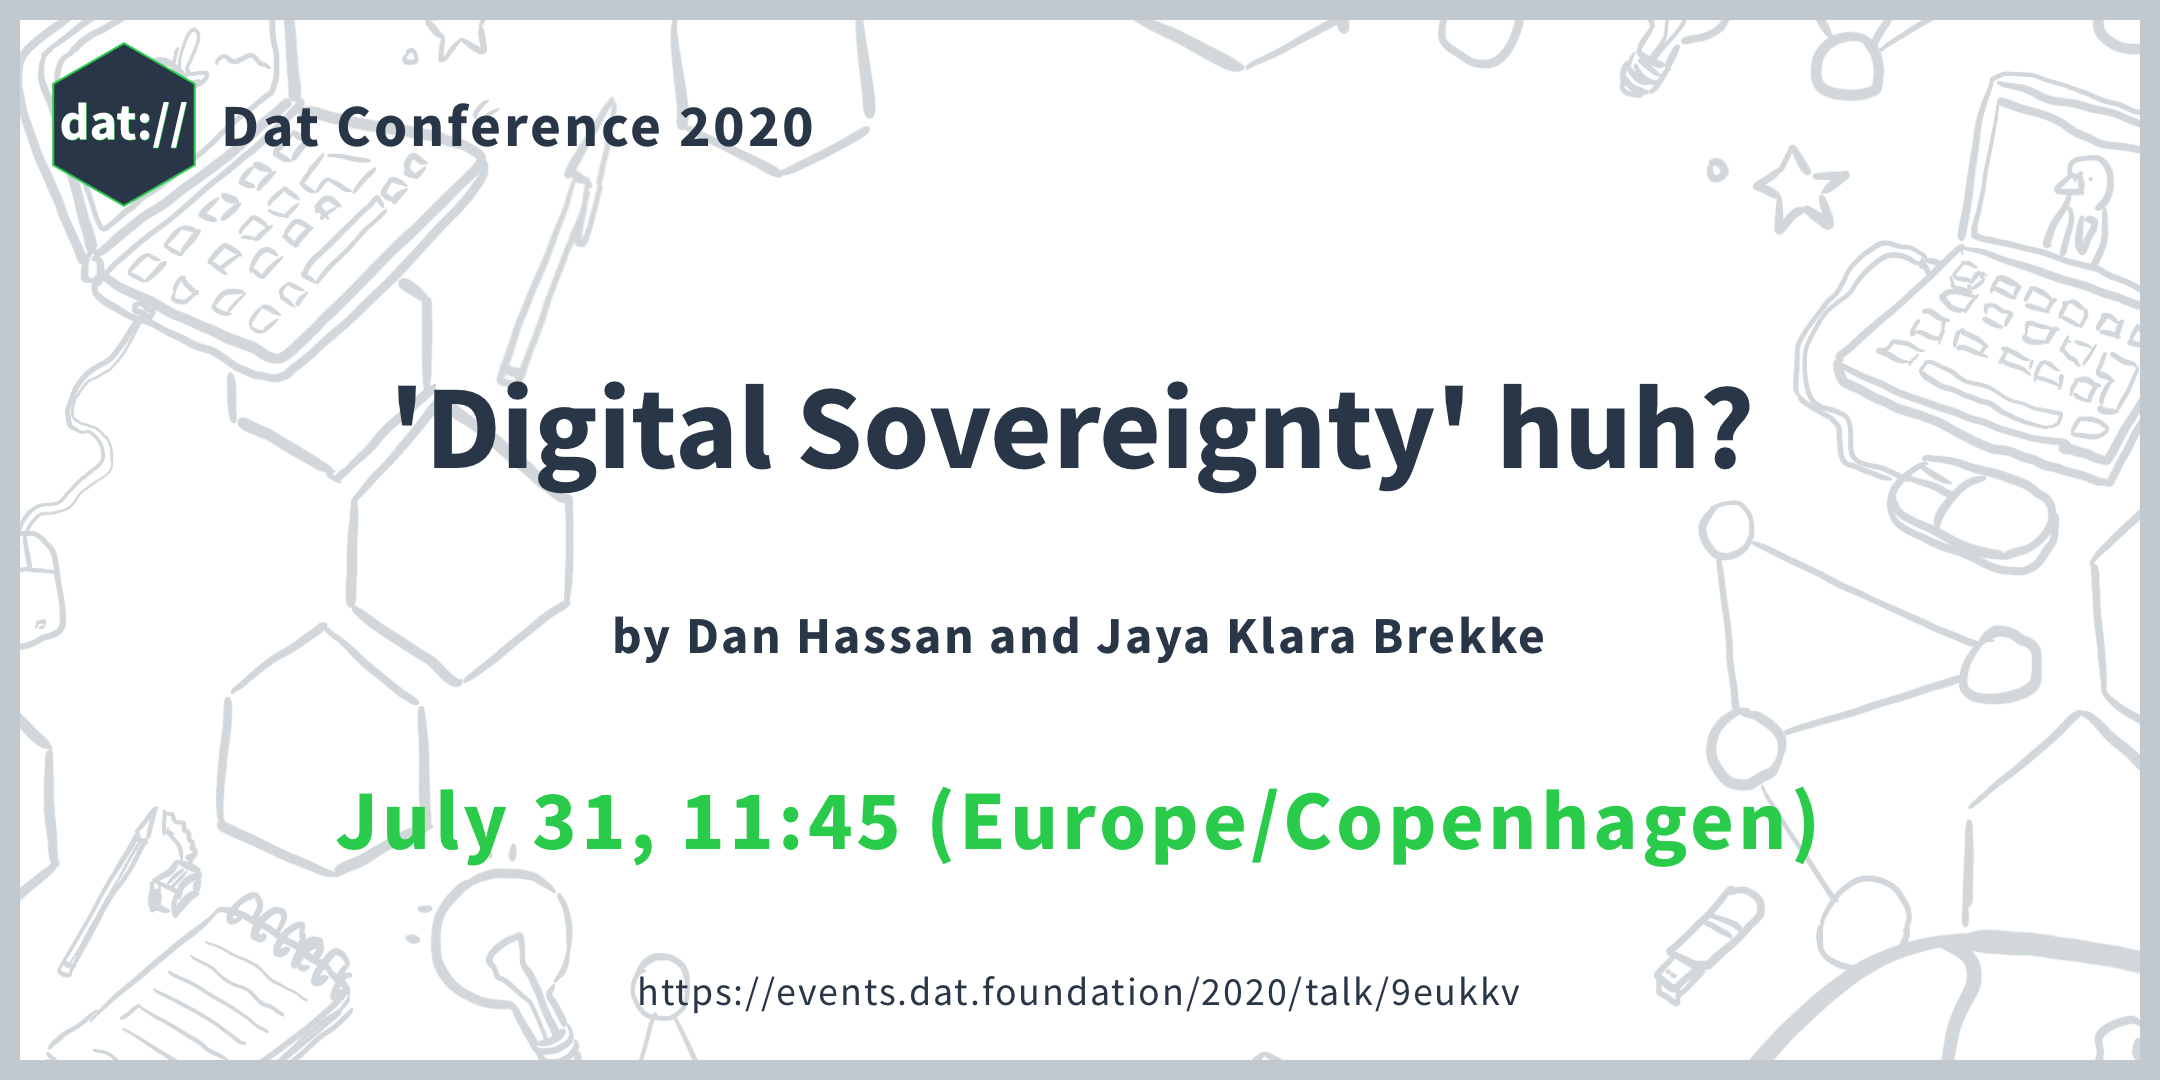 dat://
Dat Conference 2020
'Digital Sovereignty' huh?
by Dan Hassan and Jaya Klara Brekke
July 31, 11:45 (Europe/Copenhagen)
https://events.dat.foundation/2020/talk/9eukkv